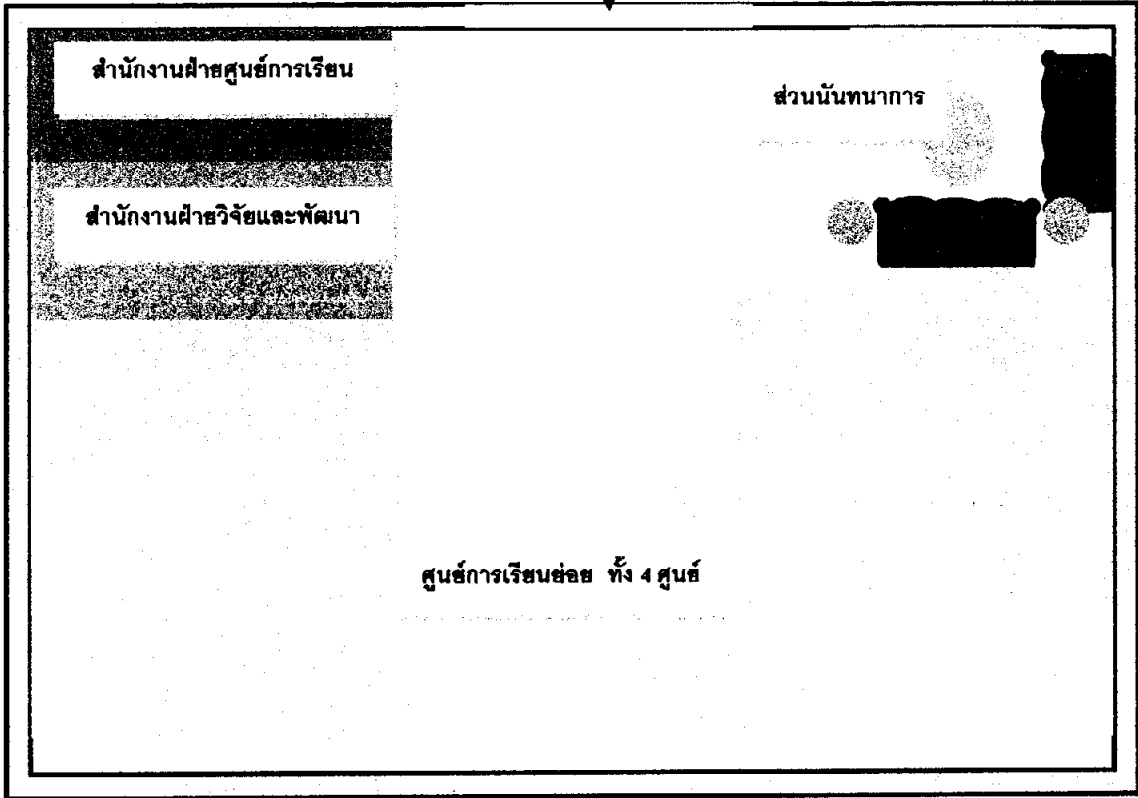 สำนักงานฝ่ายศูนย์การเรียน
ส่วนนันทนาการ
สำนักงานฝ่ายวิจัยและพัฒนา
ศูนย์การเรียนย่อย ทั้ง 4 ศูนย์